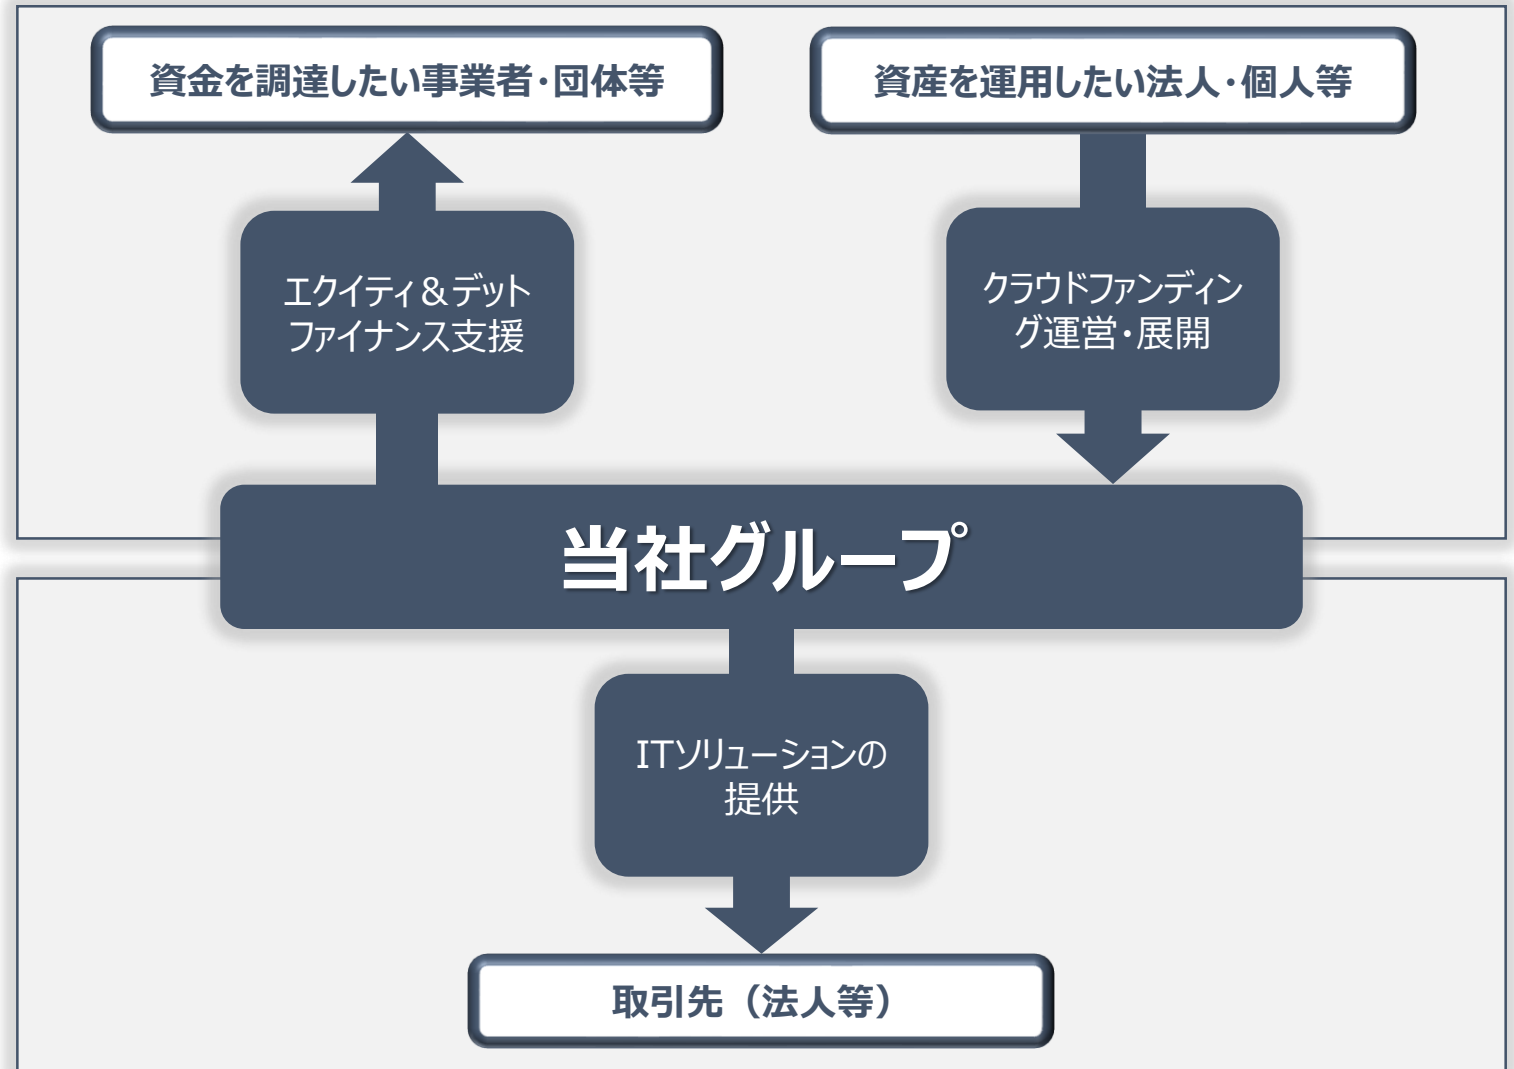 資金を調達したい事業者・団体等
資産を運用したい法人・個人等
エクイティ&デット
ファイナンス支援
クラウドファンディン
グ運営・展開
当社グループ
ITソリューションの
提供
取引先（法人等）